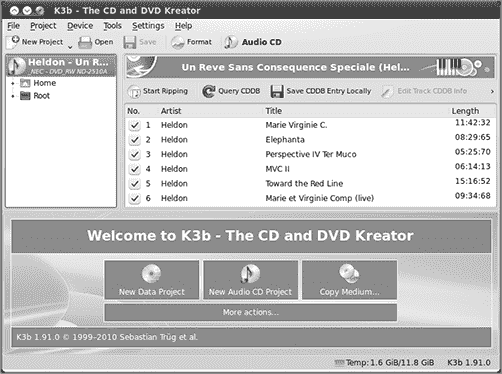 K3b - The CD and DVD Kreator
File Project Device Tools Settings Help
New Project Open Save Format Audio CD
Heldon - Un R... Un Reve Sans Consequence Speciale (Hel...
_NEC - DVD_RW ND-2510A
Home Start Ripping Query CDDB Save CDDB Entry Locally Edit Track CDDB Info
Root
No. Artist Title Length
1 Heldon Marie Virginie C. 11:42:32
2 Heldon Elephanta 08:29:65
3 Heldon Perspective IV Ter Muco 05:25:70
4 Heldon MVC II 06:14:13
5 Heldon Toward the Red Line 15:16:52
6 Heldon Marie et Virginie Comp (live) 09:34:68
Welcome to K3b - The CD and DVD Kreator
New Data Project New Audio CD Project Copy Medium...
More actions...
K3b 1.91.0 © 1999–2010 Sebastian Trüg et al.
Temp: 1.6 GiB/11.8 GiB K3b 1.91.0